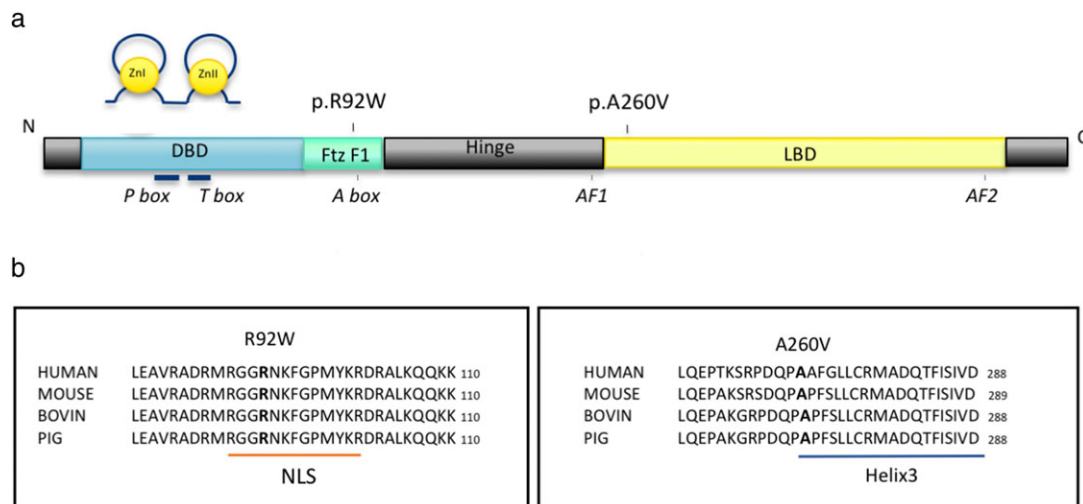 a
ZnI ZnII
p.R92W p.A260V
N C
DBD Ftz F1 Hinge LBD
P box T box A box AF1 AF2
b
R92W
HUMAN LEAVRADRMRGGRNKFGPMYKRDRALKQQKK 110
MOUSE LEAVRADRMRGGRNKFGPMYKRDRALKQQKK 110
BOVIN LEAVRADRMRGGRNKFGPMYKRDRALKQQKK 110
PIG LEAVRADRMRGGRNKFGPMYKRDRALKQQKK 110
NLS
A260V
HUMAN LQEPTKSRPDQPAAFGLLCRMADQTFISIVD 288
MOUSE LQEPAKSRSDQPAPFSLLCRMADQTFISIVD 289
BOVIN LQEPAKGRPDQPAPFSLLCRMADQTFISIVD 288
PIG LQEPAKGRPDQPAPFSLLCRMADQTFISIVD 288
Helix3